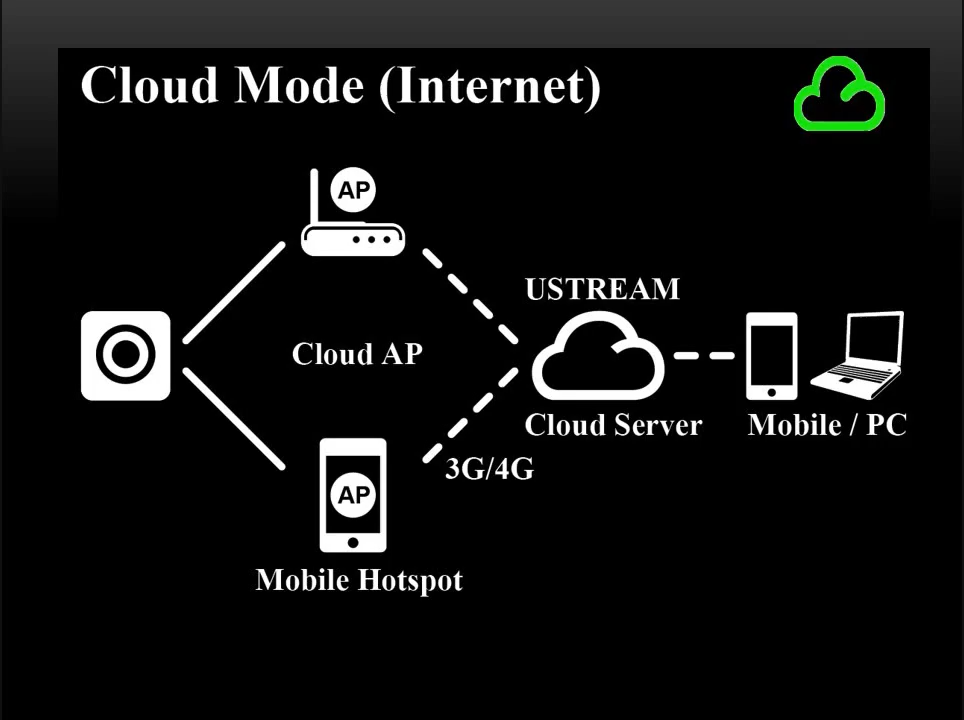 Cloud Mode (Internet)
AP
USTREAM
Cloud AP
Cloud Server
Mobile / PC
3G/4G
AP
Mobile Hotspot